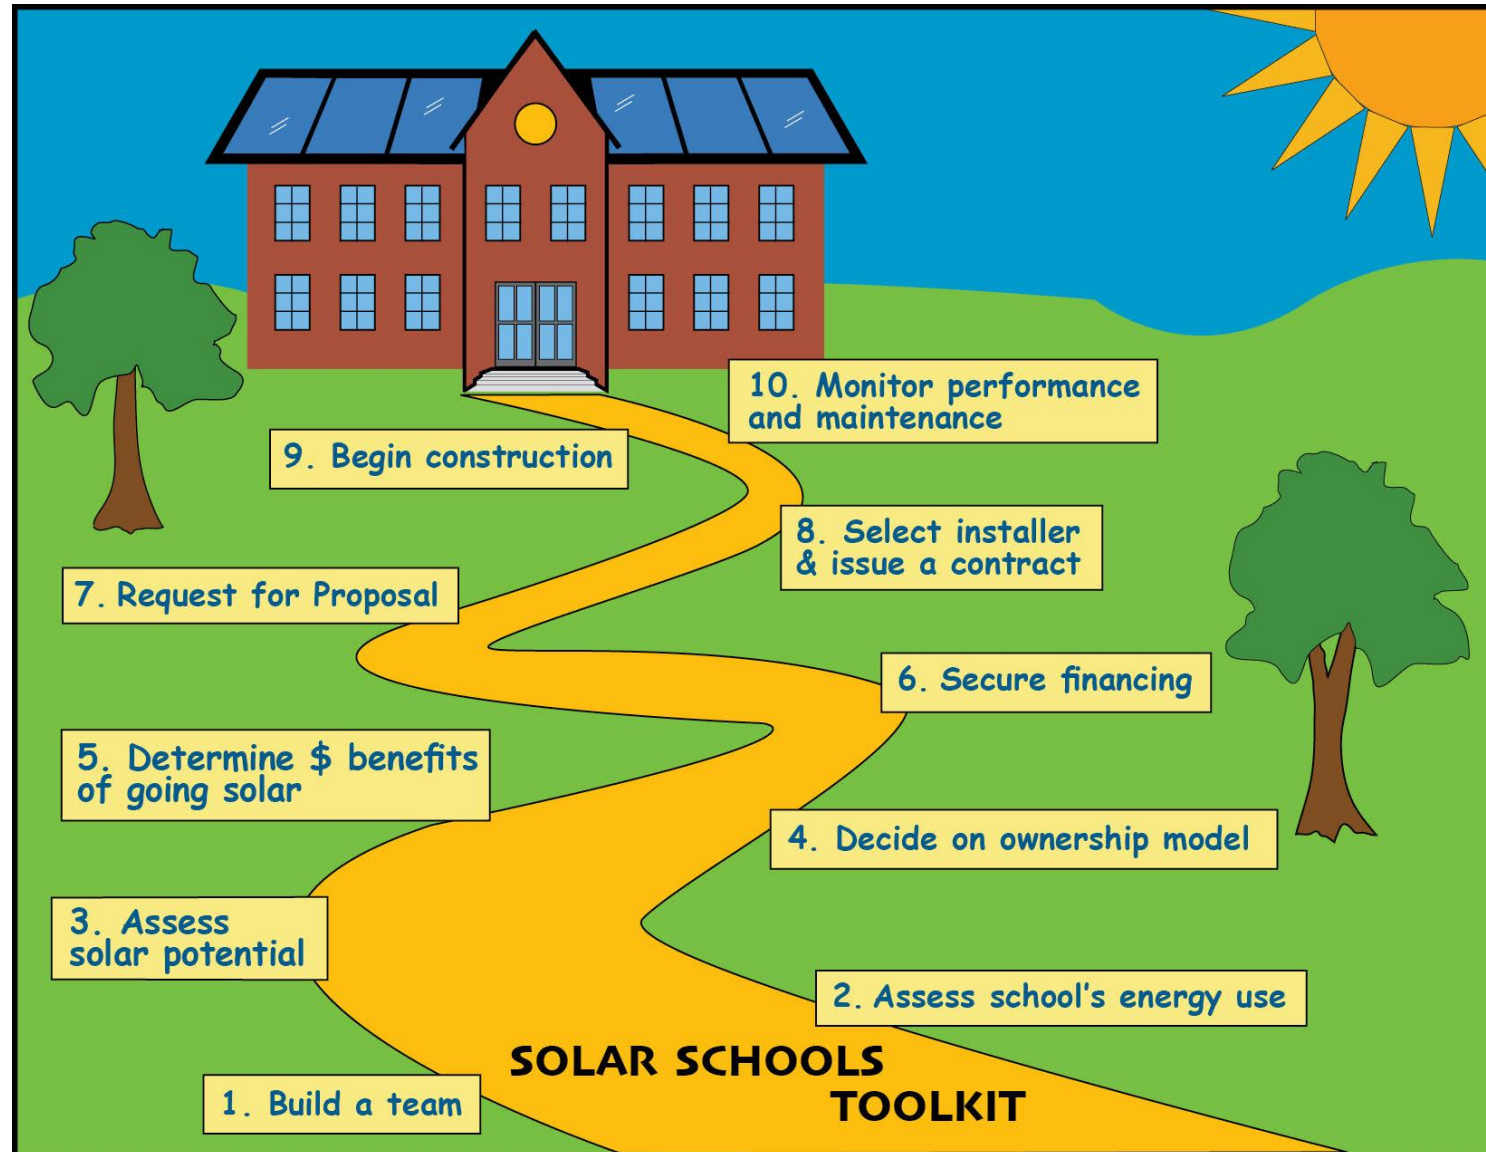 10. Monitor performance
and maintenance
9. Begin construction
8. Select installer
& issue a contract
7. Request for Proposal
6. Secure financing
5. Determine $ benefits
of going solar
4. Decide on ownership model
3. Assess
solar potential
2. Assess school's energy use
SOLAR SCHOOLS
TOOLKIT
1. Build a team